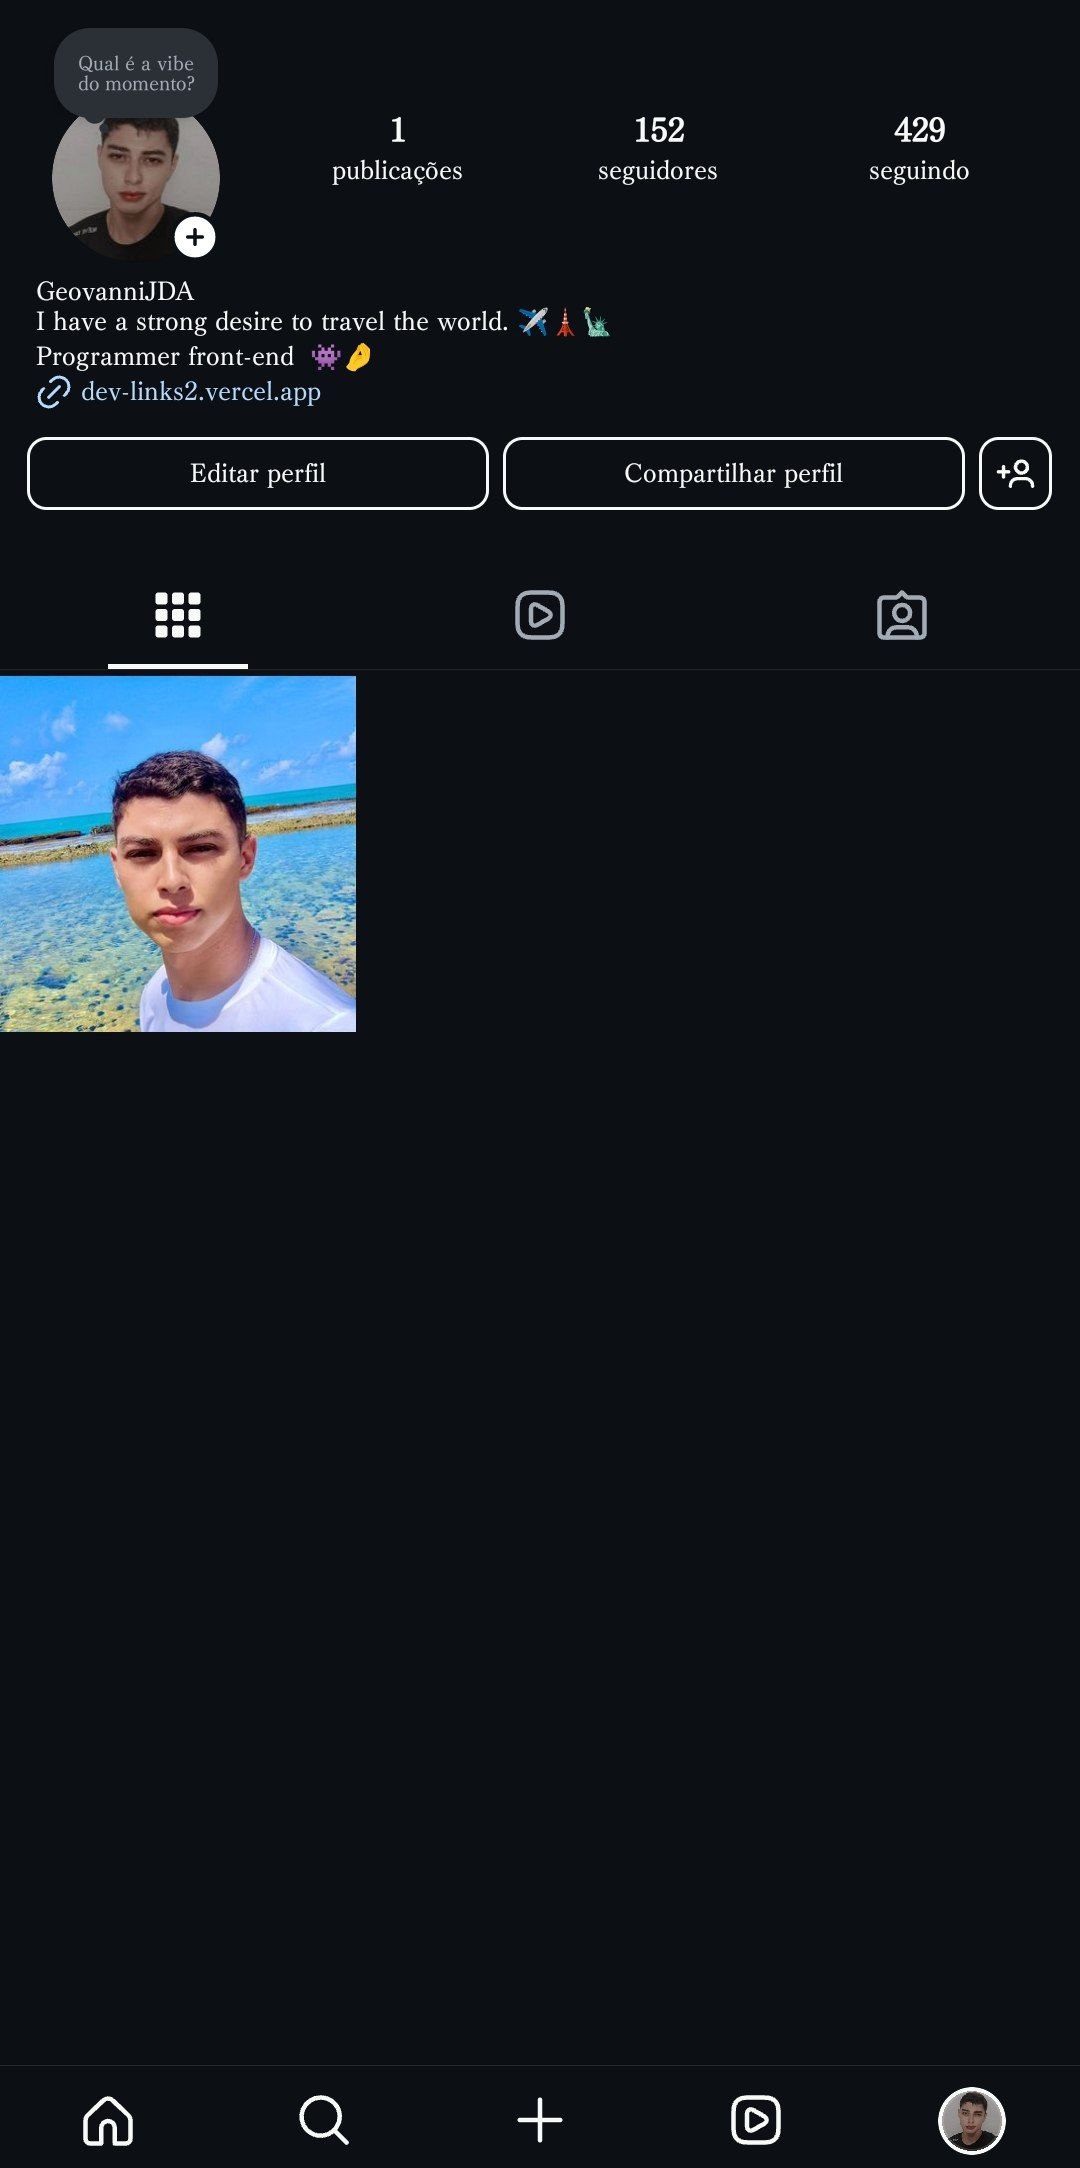 Qual é a vibe
do momento?
1
publicações
152
seguidores
429
seguindo
GeovanniJDA
I have a strong desire to travel the world. ✈️🗼🗽
Programmer front-end 👾🤌
dev-links2.vercel.app
Editar perfil
Compartilhar perfil